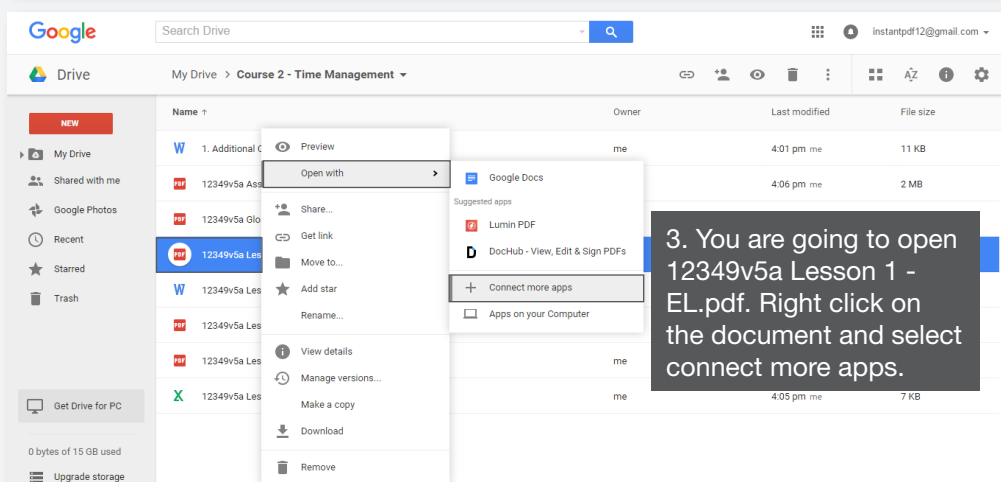 Google
Search Drive
instantpdf12@gmail.com
Drive
My Drive > Course 2 - Time Management
AZ
NEW
My Drive
Shared with me
Google Photos
Recent
Starred
Trash
Get Drive for PC
0 bytes of 15 GB used
Upgrade storage
Name ↑
Owner
Last modified
File size
W 1. Additional
me
4:01 pm me
11 KB
PDF 12349v5a Ass
4:06 pm me
2 MB
PDF 12349v5a Glo
PDF 12349v5a Les
W 12349v5a Les
PDF 12349v5a Les
PDF 12349v5a Les
me
X 12349v5a Les
me
4:05 pm me
7 KB
Preview
Open with
Share...
Get link
Move to...
Add star
Rename...
View details
Manage versions...
Make a copy
Download
Remove
Google Docs
Suggested apps
Lumin PDF
D DocHub - View, Edit & Sign PDFs
+ Connect more apps
Apps on your Computer
3. You are going to open
12349v5a Lesson 1 -
EL.pdf. Right click on
the document and select
connect more apps.